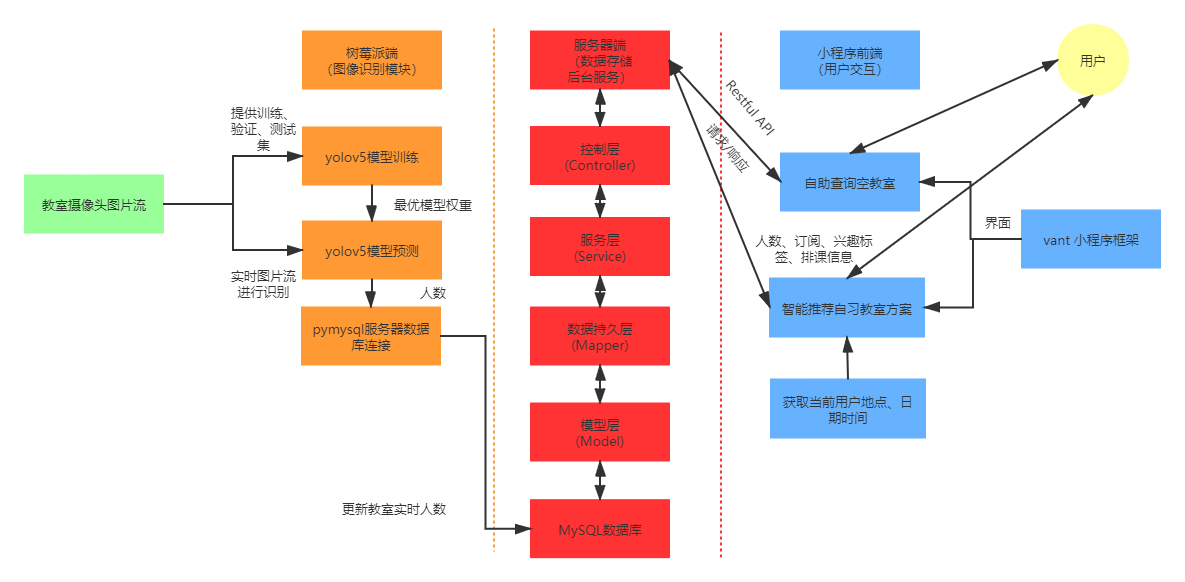 树莓派端
（图像识别模块）
提供训练、
验证、测试
集
yolov5模型训练
教室摄像头图片流
最优模型权重
yolov5模型预测
实时图片流
进行识别
人数
pymysql服务器数据
库连接
更新教室实时人数
服务器端
（数据存储
后台服务）
控制层
(Controller)
服务层
(Service)
数据持久层
(Mapper)
模型层
(Model)
MySQL数据库
Restful API
请求/响应
小程序前端
（用户交互）
用户
自助查询空教室
界面
vant 小程序框架
人数、订阅、兴趣标
签、排课信息
智能推荐自习教室方案
获取当前用户地点、日
期时间